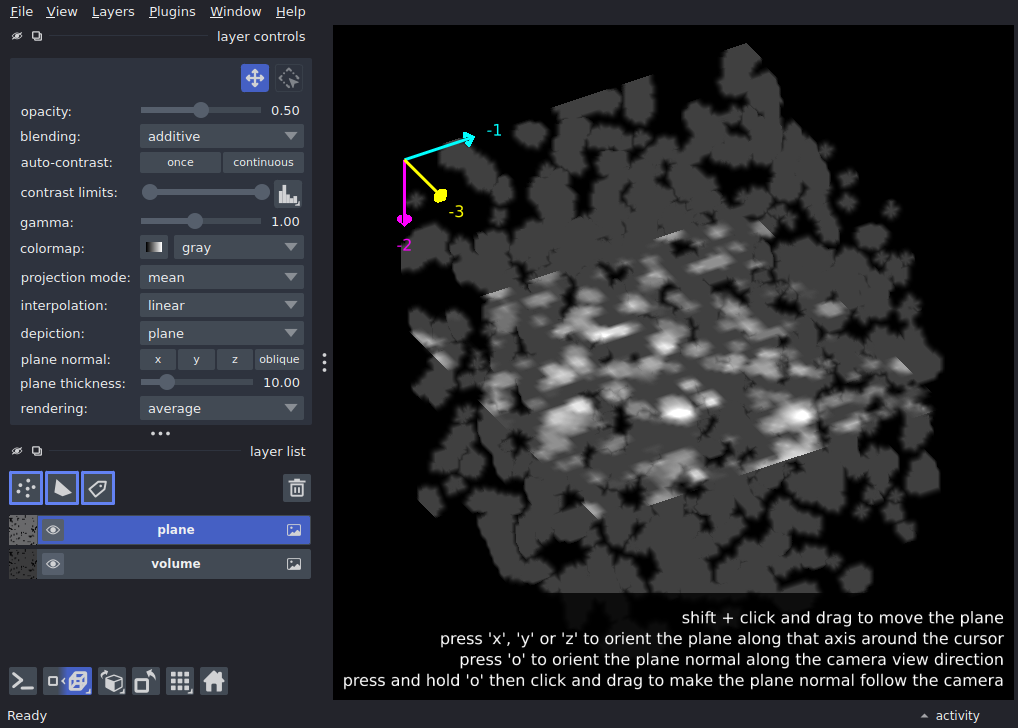 File View Layers Plugins Window Help
layer controls
opacity: 0.50
blending: additive
auto-contrast: once continuous
contrast limits:
gamma: 1.00
colormap: gray
projection mode: mean
interpolation: linear
depiction: plane
plane normal: x y z oblique
plane thickness: 10.00
rendering: average
layer list
plane
volume
-1
-3
-2
shift + click and drag to move the plane
press 'x', 'y' or 'z' to orient the plane along that axis around the cursor
press 'o' to orient the plane normal along the camera view direction
press and hold 'o' then click and drag to make the plane normal follow the camera
Ready
activity